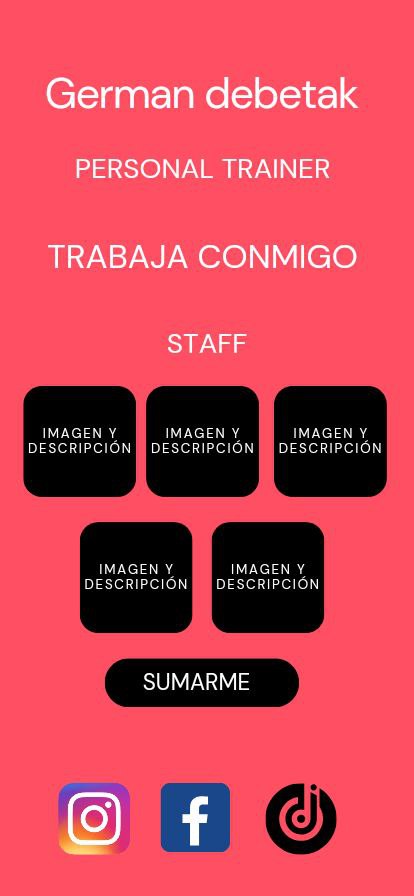 German debetak
PERSONAL TRAINER
TRABAJA CONMIGO
STAFF
IMAGEN Y
DESCRIPCIÓN
IMAGEN Y
DESCRIPCIÓN
IMAGEN Y
DESCRIPCIÓN
IMAGEN Y
DESCRIPCIÓN
IMAGEN Y
DESCRIPCIÓN
SUMARME